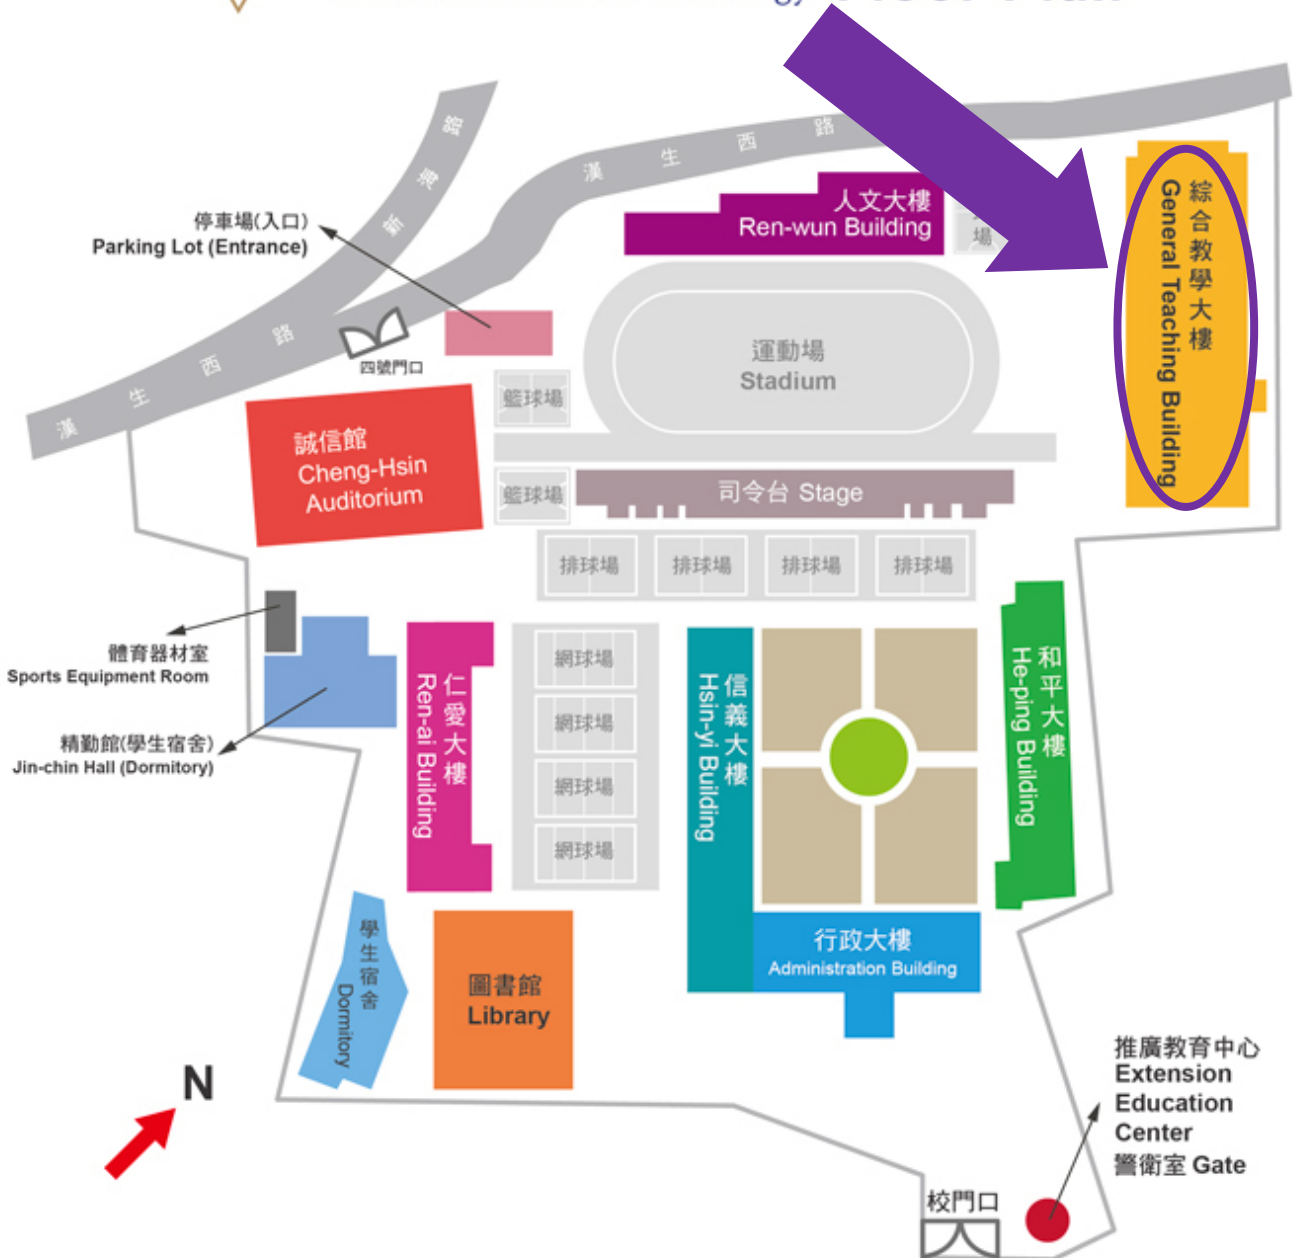 新海路
漢生西路
漢生西路
停車場(入口)
Parking Lot (Entrance)
人文大樓
Ren-wun Building
場
綜合教學大樓
General Teaching Building
四號門口
運動場
Stadium
籃球場
誠信館
Cheng-Hsin
Auditorium
籃球場
司令台 Stage
排球場
排球場
排球場
排球場
體育器材室
Sports Equipment Room
精勤館(學生宿舍)
Jin-chin Hall (Dormitory)
仁愛大樓
Ren-ai Building
網球場
網球場
網球場
網球場
信義大樓
Hsin-yi Building
和平大樓
He-ping Building
學生宿舍
Dormitory
圖書館
Library
行政大樓
Administration Building
N
推廣教育中心
Extension
Education
Center
警衛室 Gate
校門口